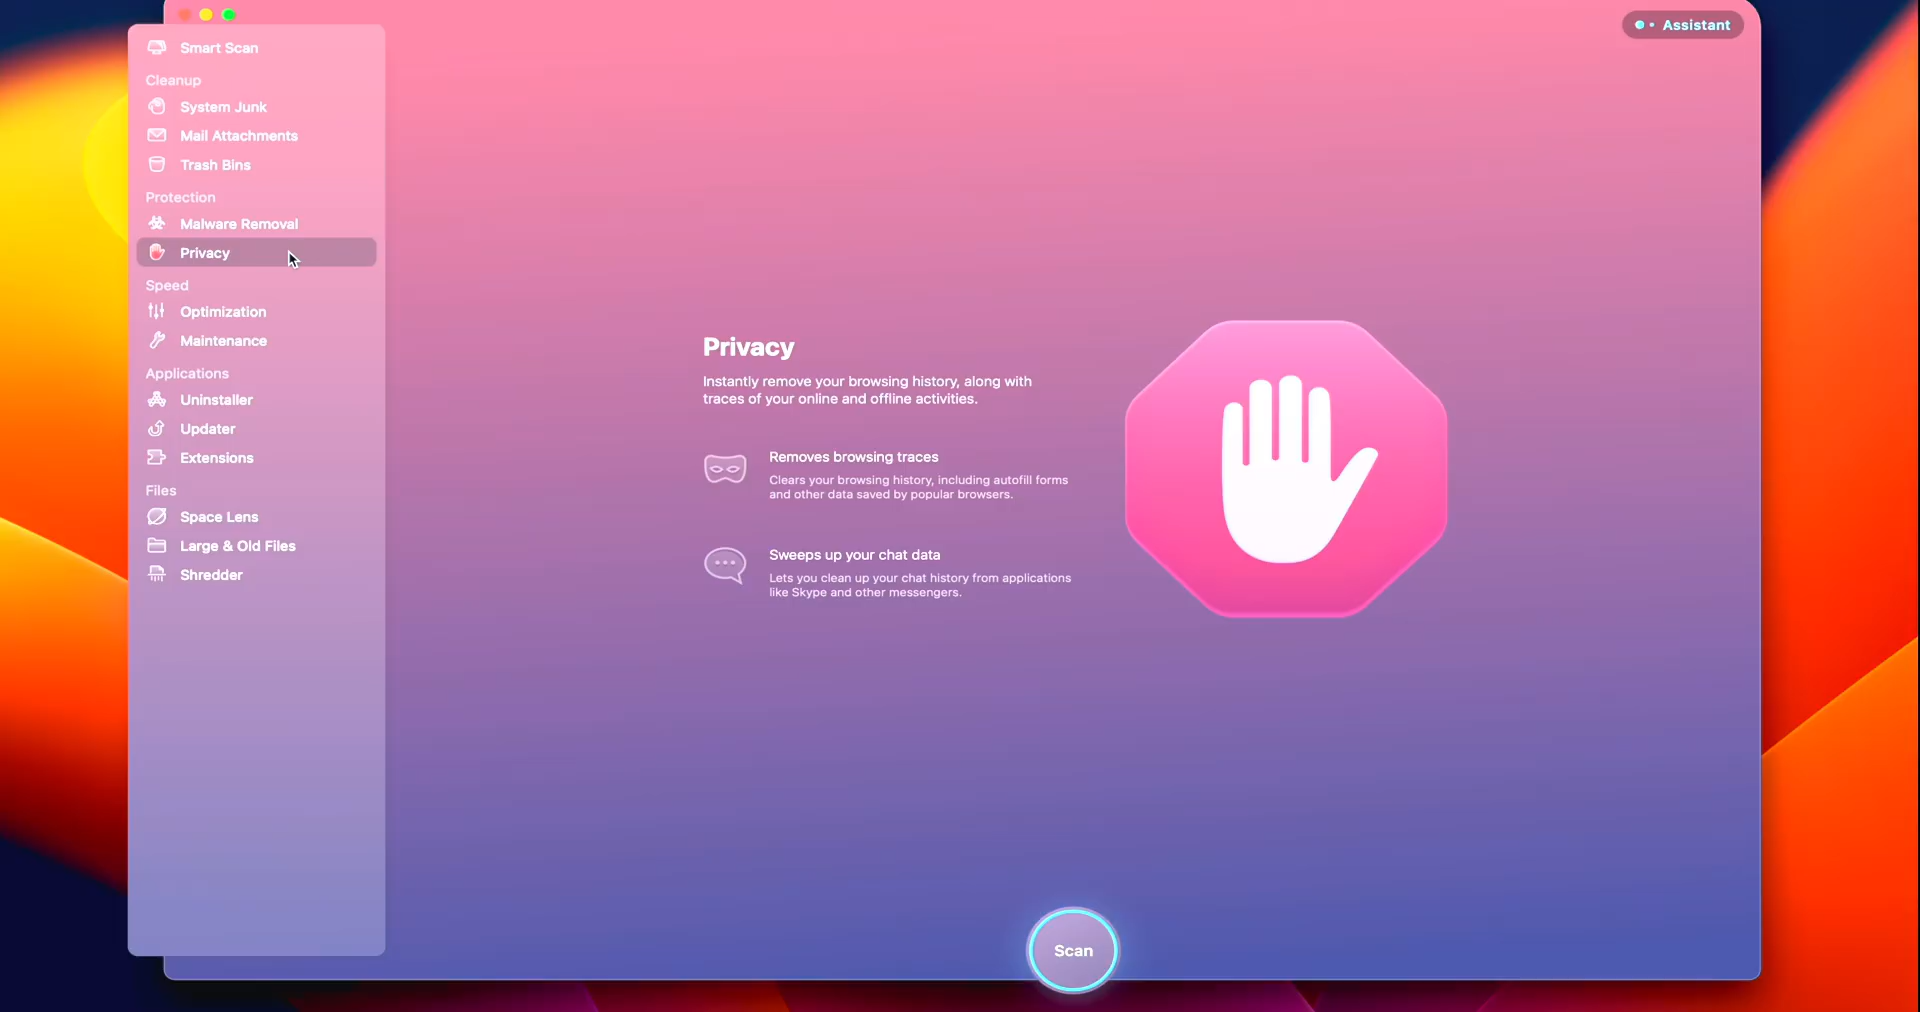 Assistant
Smart Scan
Cleanup
System Junk
Mail Attachments
Trash Bins
Protection
Malware Removal
Privacy
Speed
Optimization
Maintenance
Applications
Uninstaller
Updater
Extensions
Files
Space Lens
Large & Old Files
Shredder
Privacy
Instantly remove your browsing history, along with
traces of your online and offline activities.
Removes browsing traces
Clears your browsing history, including autofill forms
and other data saved by popular browsers.
Sweeps up your chat data
Lets you clean up your chat history from applications
like Skype and other messengers.
Scan